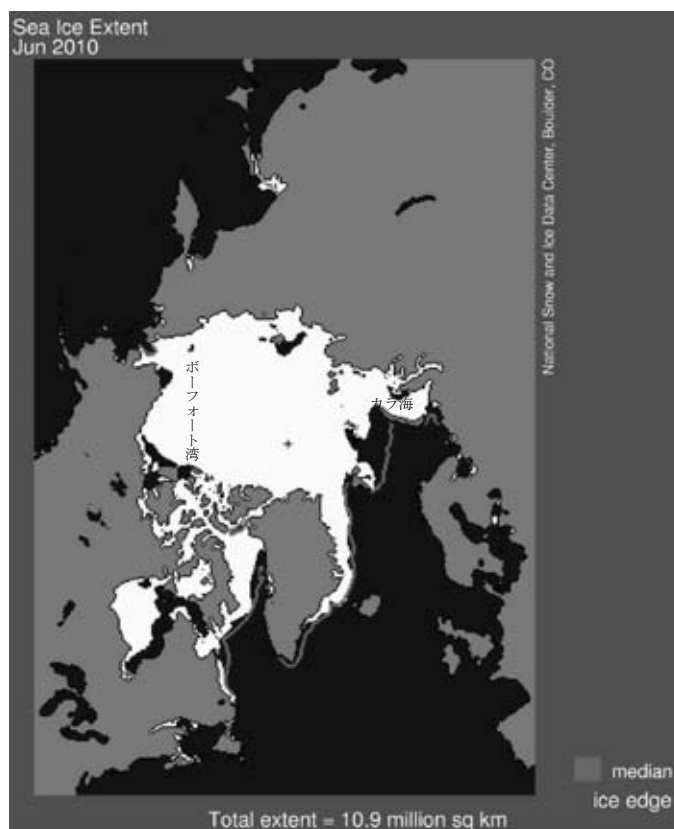 Sea Ice Extent
Jun 2010
National Snow and Ice Data Center, Boulder, CO
ボーフォート湾
カラ海
median
ice edge
Total extent = 10.9 million sq km